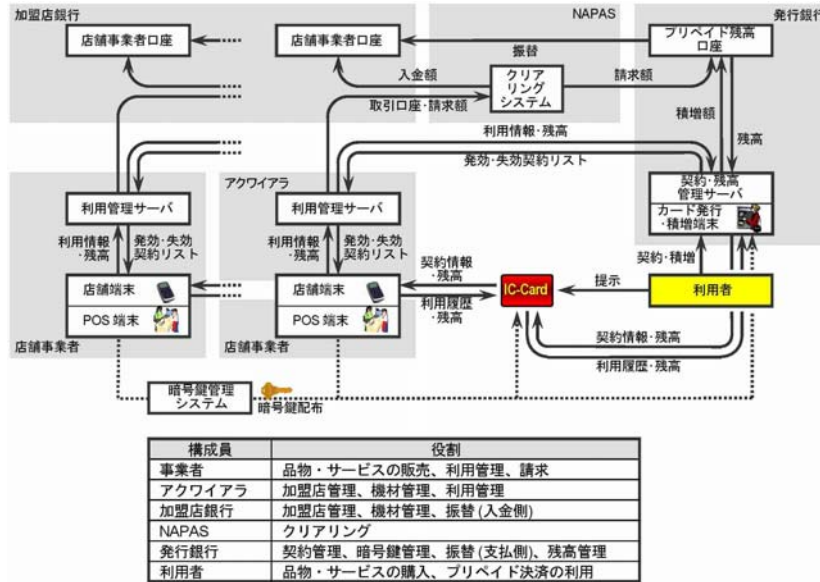 加盟店銀行
NAPAS
発行銀行
店舗事業者口座
店舗事業者口座
プリペイド残高
口座
振替
入金額
クリア
リング
システム
請求額
取引口座・請求額
積増額
残高
利用情報・残高
発効・失効契約リスト
アクワイアラ
契約・残高
管理サーバ
カード発行
・積増端末
利用管理サーバ
利用管理サーバ
利用情報
・残高
発効・失効
契約リスト
利用情報
・残高
発効・失効
契約リスト
契約情報
・残高
契約・積増
店舗端末
POS 端末
店舗端末
POS 端末
IC-Card
提示
利用者
利用履歴
・残高
店舗事業者
店舗事業者
契約情報・残高
利用履歴・残高
暗号鍵管理
システム
暗号鍵配布
構成員 役割
事業者 品物・サービスの販売、利用管理、請求
アクワイアラ 加盟店管理、機材管理、利用管理
加盟店銀行 加盟店管理、機材管理、振替(入金側)
NAPAS クリアリング
発行銀行 契約管理、暗号鍵管理、振替(支払側)、残高管理
利用者 品物・サービスの購入、プリペイド決済の利用